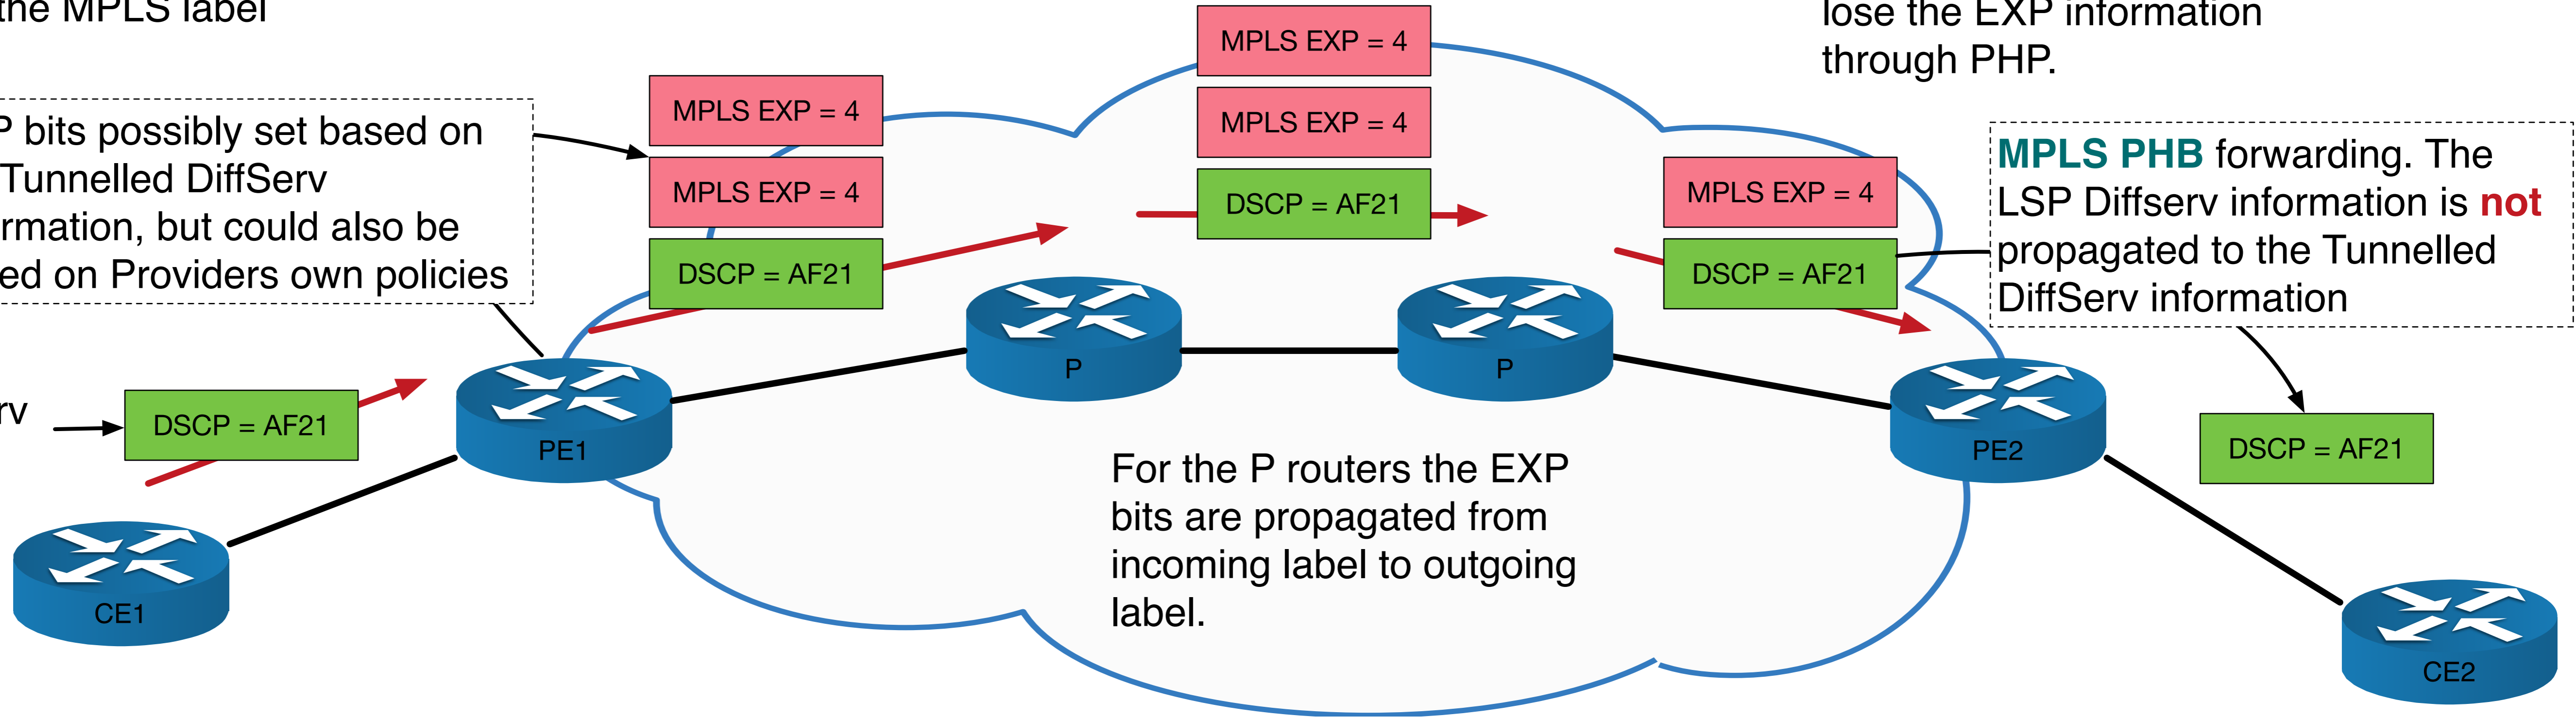 the MPLS label
lose the EXP information
through PHP.
MPLS EXP = 4
MPLS EXP = 4
DSCP = AF21
MPLS EXP = 4
MPLS EXP = 4
DSCP = AF21
MPLS EXP = 4
DSCP = AF21
P bits possibly set based on
Tunnelled DiffServ
rmation, but could also be
ed on Providers own policies
MPLS PHB forwarding. The
LSP Diffserv information is not
propagated to the Tunnelled
DiffServ information
rv
DSCP = AF21
DSCP = AF21
P
P
PE1
PE2
For the P routers the EXP
bits are propagated from
incoming label to outgoing
label.
CE1
CE2